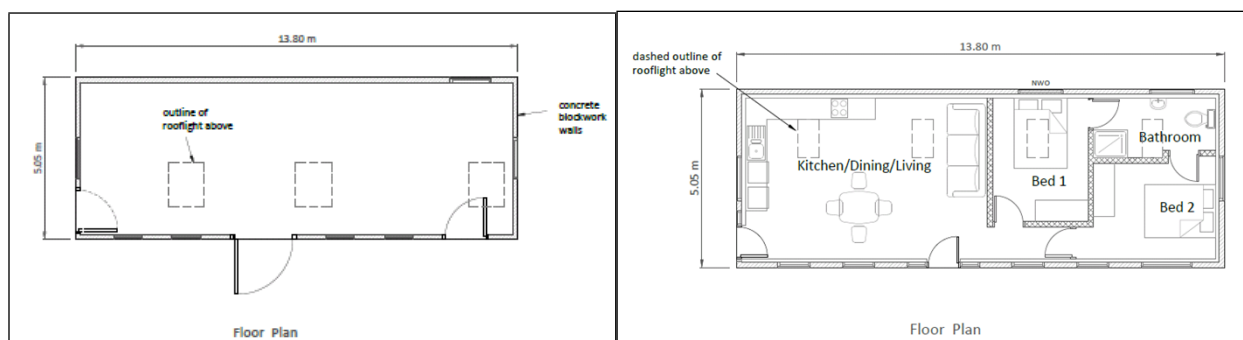 13.80 m
5.05 m
outline of
rooflight above
concrete
blockwork
walls
Floor Plan
13.80 m
dashed outline of
rooflight above
NWO
5.05 m
Bathroom
Kitchen/Dining/Living
Bed 1
Bed 2
Floor Plan